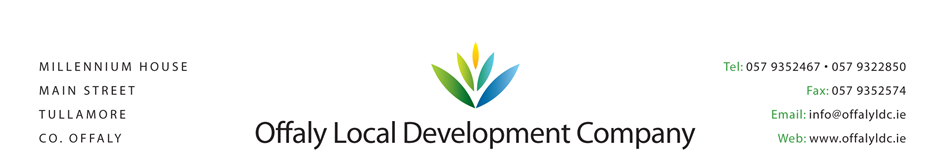 MILLENNIUM HOUSE
MAIN STREET
TULLAMORE
CO. OFFALY
Offaly Local Development Company
Tel: 057 9352467 • 057 9322850
Fax: 057 9352574
Email: info@offalyldc.ie
Web: www.offalyldc.ie